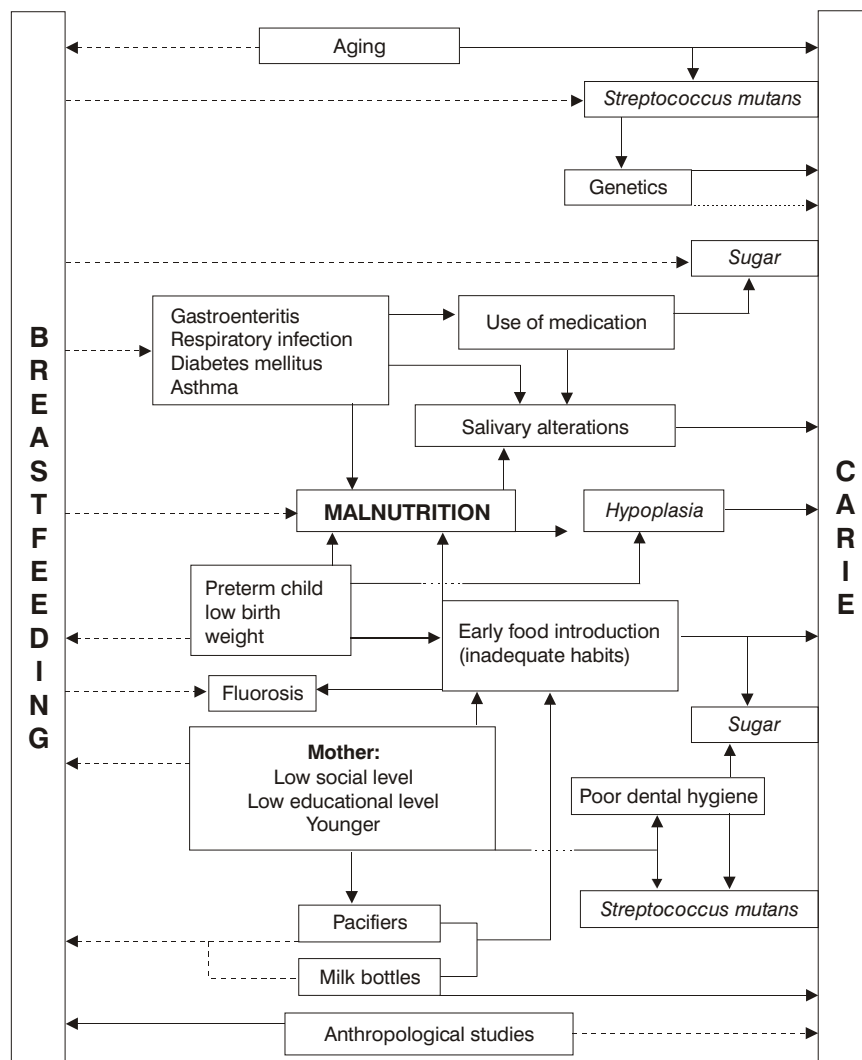 Aging
Streptococcus mutans
Genetics
Sugar
Gastroenteritis
Respiratory infection
Diabetes mellitus
Asthma
Use of medication
Salivary alterations
BREASTFEEDING
CARIE
MALNUTRITION
Hypoplasia
Preterm child
low birth
weight
Early food introduction
(inadequate habits)
Fluorosis
Sugar
Mother:
Low social level
Low educational level
Younger
Poor dental hygiene
Streptococcus mutans
Pacifiers
Milk bottles
Anthropological studies